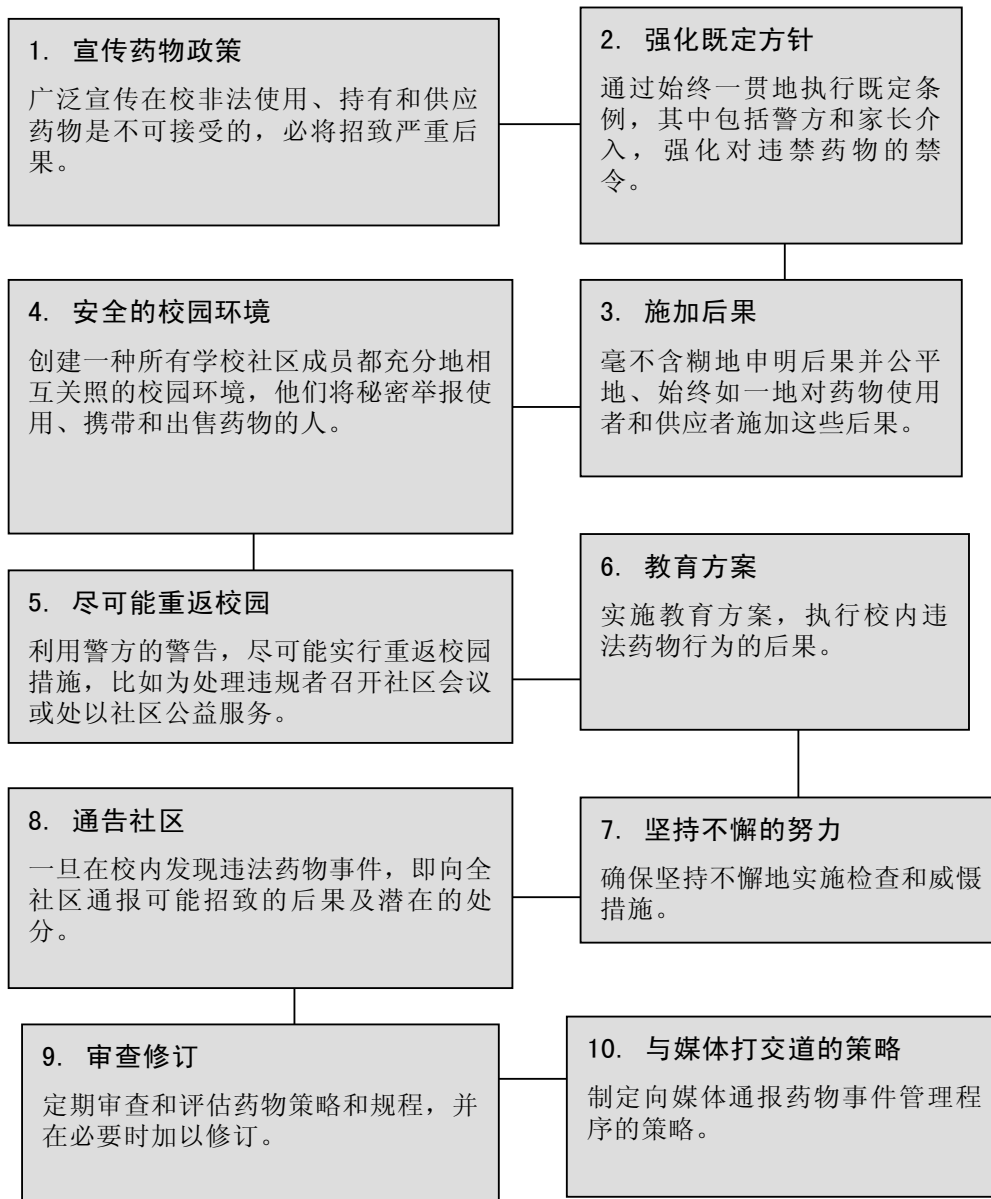 1. 宣传药物政策
广泛宣传在校非法使用、持有和供应
药物是不可接受的，必将招致严重后
果。
2. 强化既定方针
通过始终一贯地执行既定条
例，其中包括警方和家长介
入，强化对违禁药物的禁
令。
4. 安全的校园环境
创建一种所有学校社区成员都充分地相
互关照的校园环境，他们将秘密举报使
用、携带和出售药物的人。
3. 施加后果
毫不含糊地申明后果并公平
地、始终如一地对药物使用
者和供应者施加这些后果。
5. 尽可能重返校园
利用警方的警告，尽可能实行重返校园
措施，比如为处理违规者召开社区会议
或处以社区公益服务。
6. 教育方案
实施教育方案，执行校内违
法药物行为的后果。
8. 通告社区
一旦在校内发现违法药物事件，即向全
社区通报可能招致的后果及潜在的处
分。
7. 坚持不懈的努力
确保坚持不懈地实施检查和威慑
措施。
9. 审查修订
定期审查和评估药物策略和规程，并
在必要时加以修订。
10. 与媒体打交道的策略
制定向媒体通报药物事件管理程
序的策略。